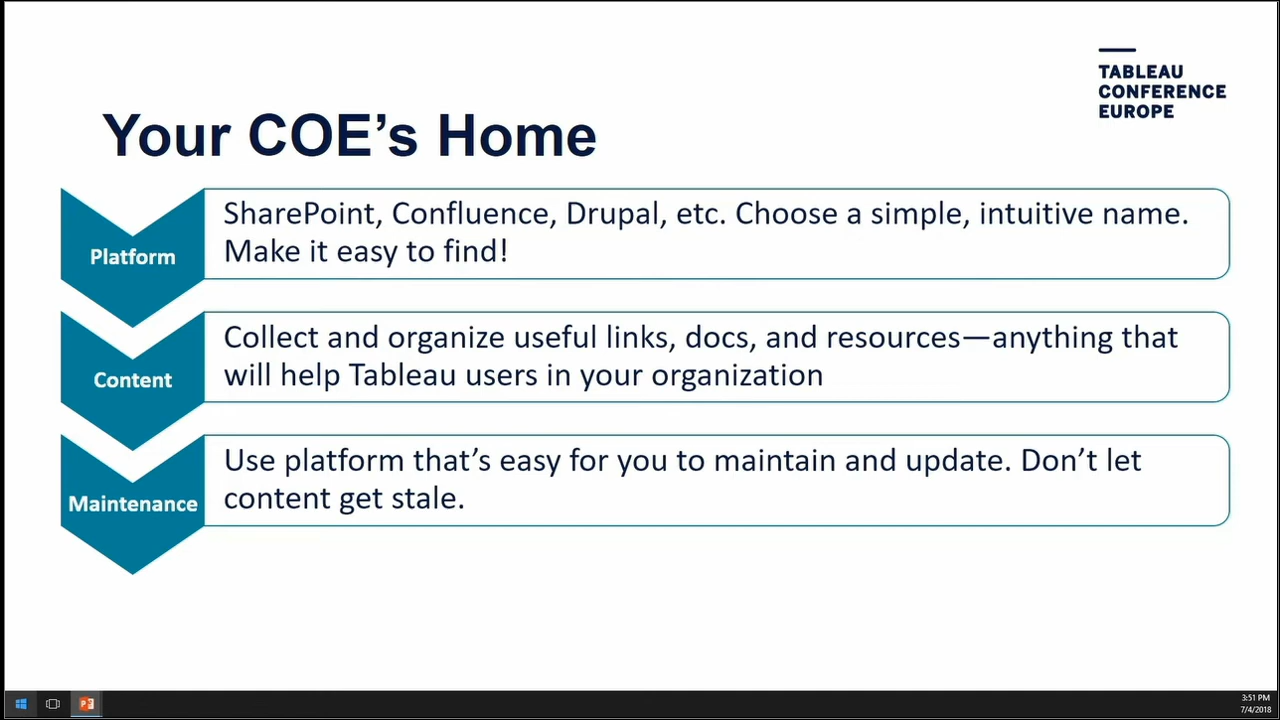 TABLEAU
CONFERENCE
EUROPE
Your COE’s Home
Platform
SharePoint, Confluence, Drupal, etc. Choose a simple, intuitive name.
Make it easy to find!
Content
Collect and organize useful links, docs, and resources—anything that
will help Tableau users in your organization
Maintenance
Use platform that’s easy for you to maintain and update. Don’t let
content get stale.
3:51 PM
7/4/2018